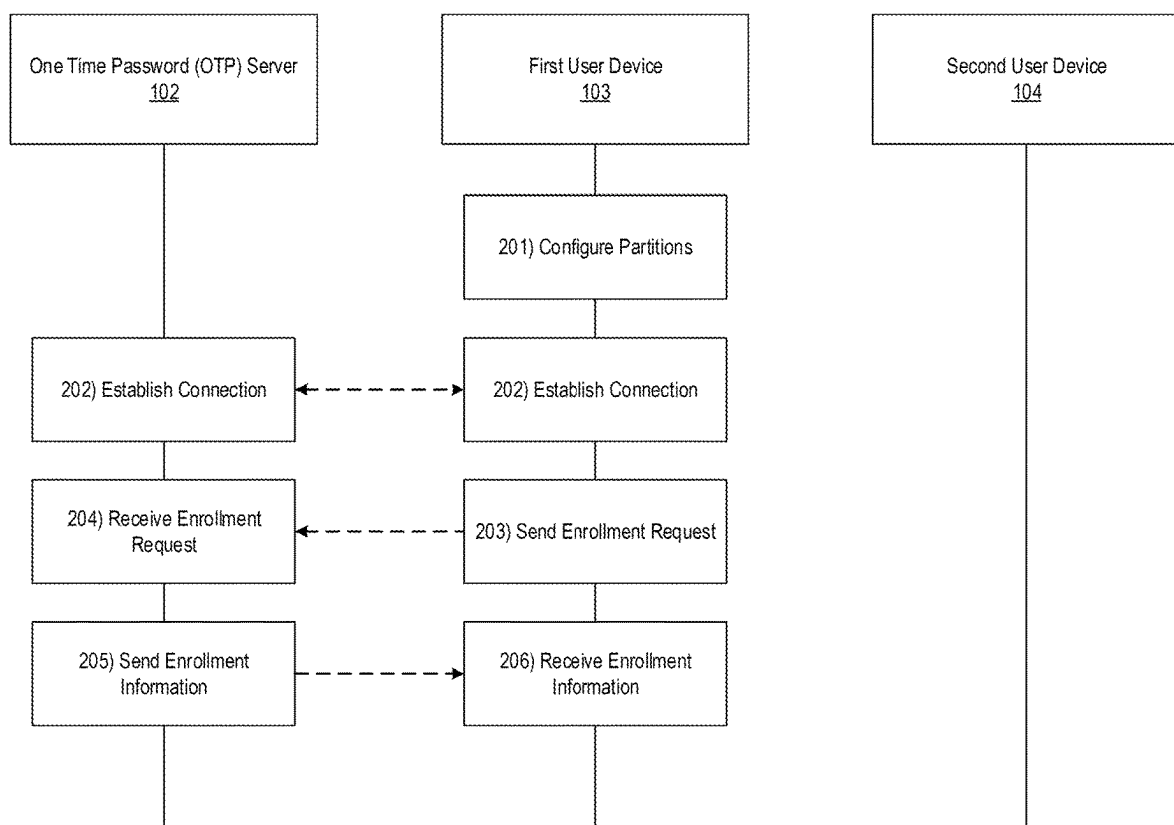 One Time Password (OTP) Server
102
First User Device
103
Second User Device
104
201) Configure Partitions
202) Establish Connection
202) Establish Connection
204) Receive Enrollment
Request
203) Send Enrollment Request
205) Send Enrollment
Information
206) Receive Enrollment
Information